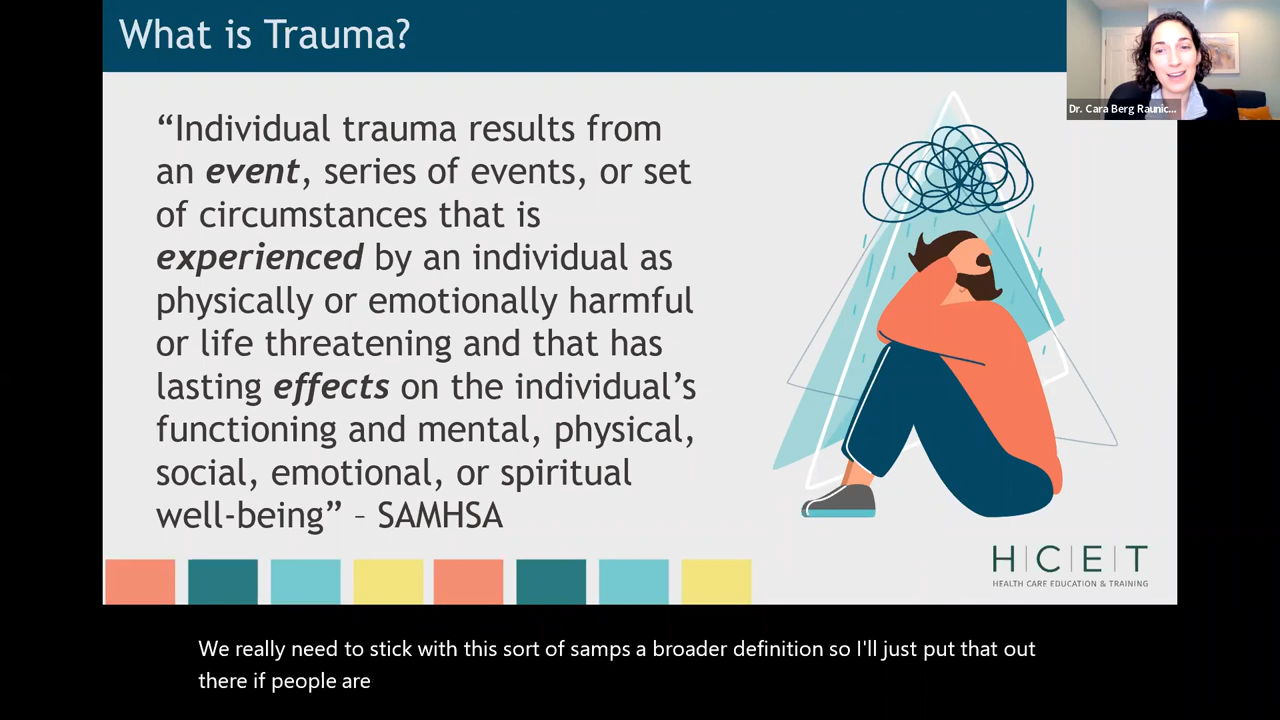 What is Trauma?
Dr. Cara Berg Raunic...
“Individual trauma results from
an event, series of events, or set
of circumstances that is
experienced by an individual as
physically or emotionally harmful
or life threatening and that has
lasting effects on the individual’s
functioning and mental, physical,
social, emotional, or spiritual
well-being” – SAMHSA
H|C|E|T
HEALTH CARE EDUCATION & TRAINING
We really need to stick with this sort of samps a broader definition so I'll just put that out
there if people are